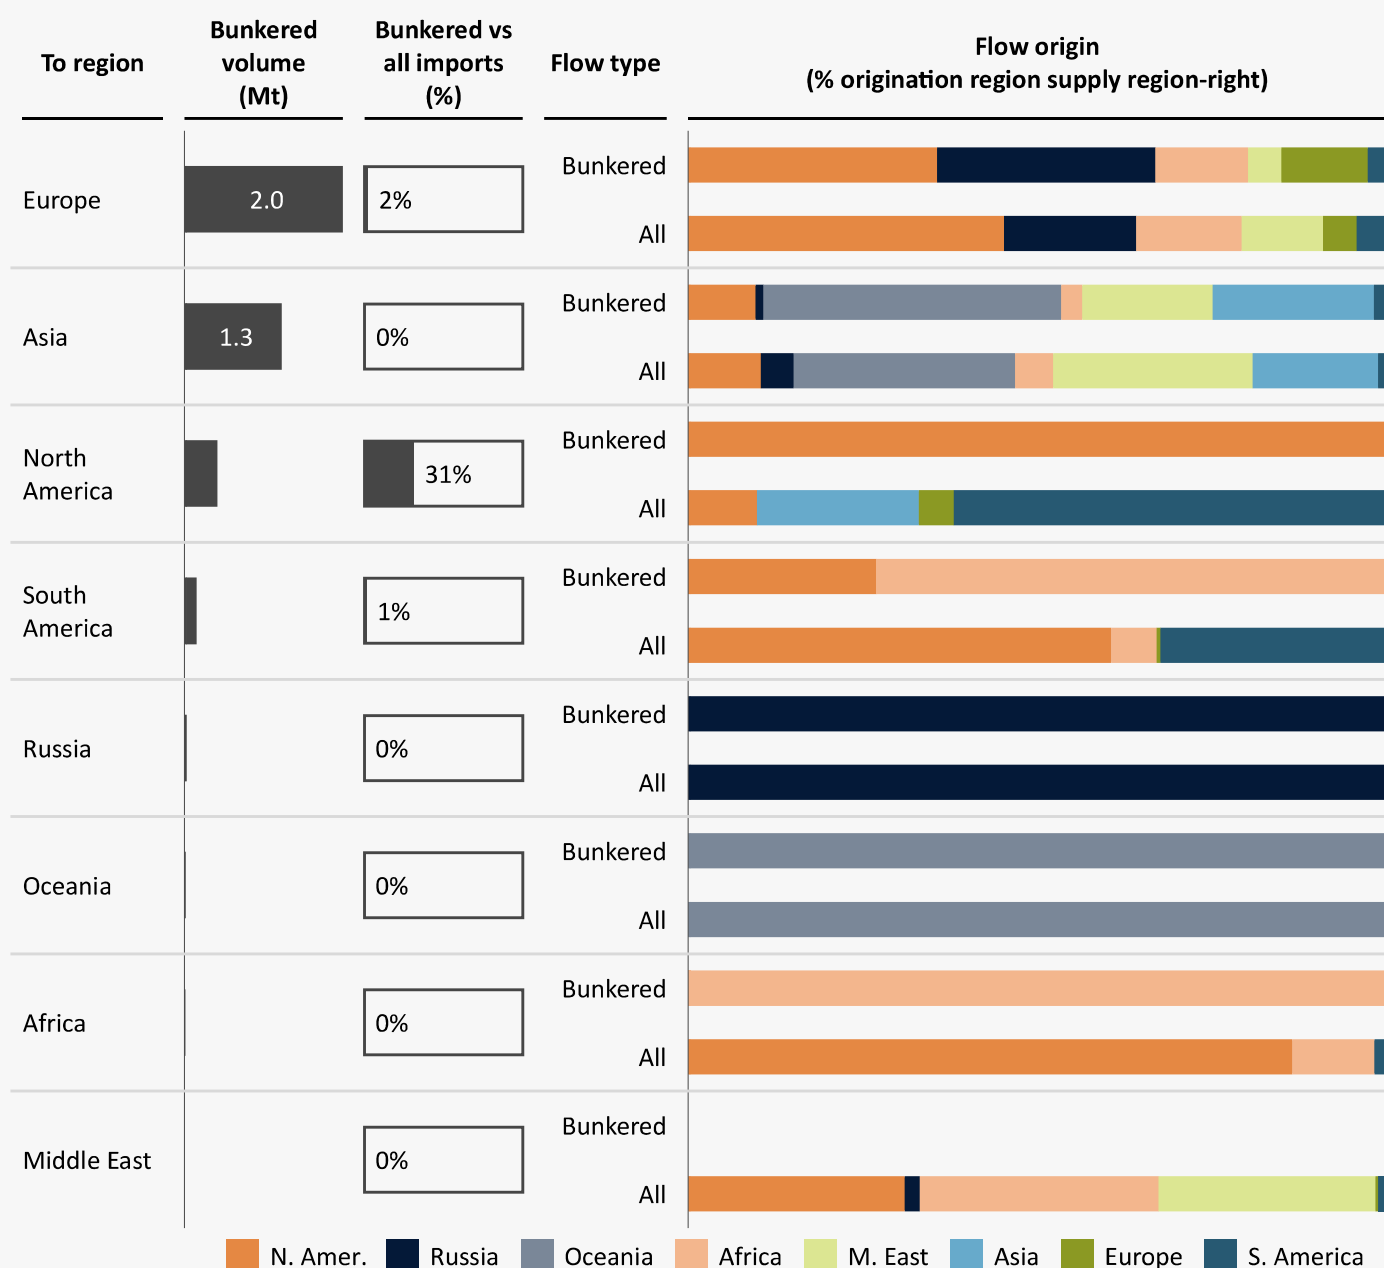 To region
Bunkered
volume
(Mt)
Bunkered vs
all imports
(%)
Flow type
Flow origin
(% origination region supply region-right)
Europe
2.0
2%
Bunkered
All
Asia
1.3
0%
Bunkered
All
North
America
31%
Bunkered
All
South
America
1%
Bunkered
All
Russia
0%
Bunkered
All
Oceania
0%
Bunkered
All
Africa
0%
Bunkered
All
Middle East
0%
Bunkered
All
N. Amer. Russia Oceania Africa M. East Asia Europe S. America